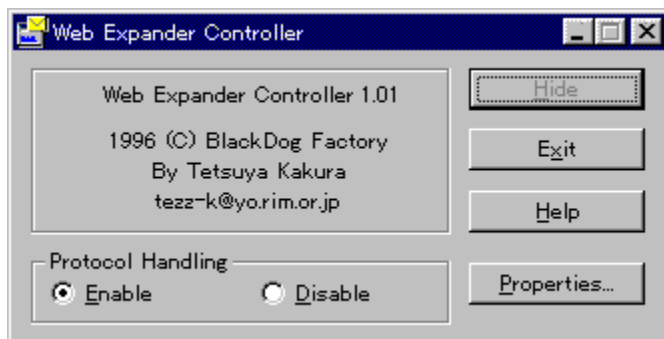 Web Expander Controller
Web Expander Controller 1.01
1996 (C) BlackDog Factory
By Tetsuya Kakura
tezz-k@yo.rim.or.jp
Hide
Exit
Help
Protocol Handling
Enable
Disable
Properties...